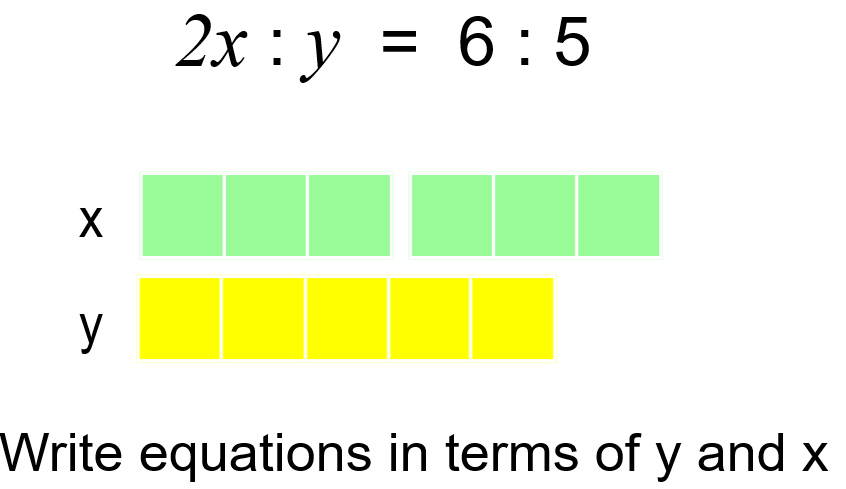 2x : y = 6 : 5
x
y
Write equations in terms of y and x